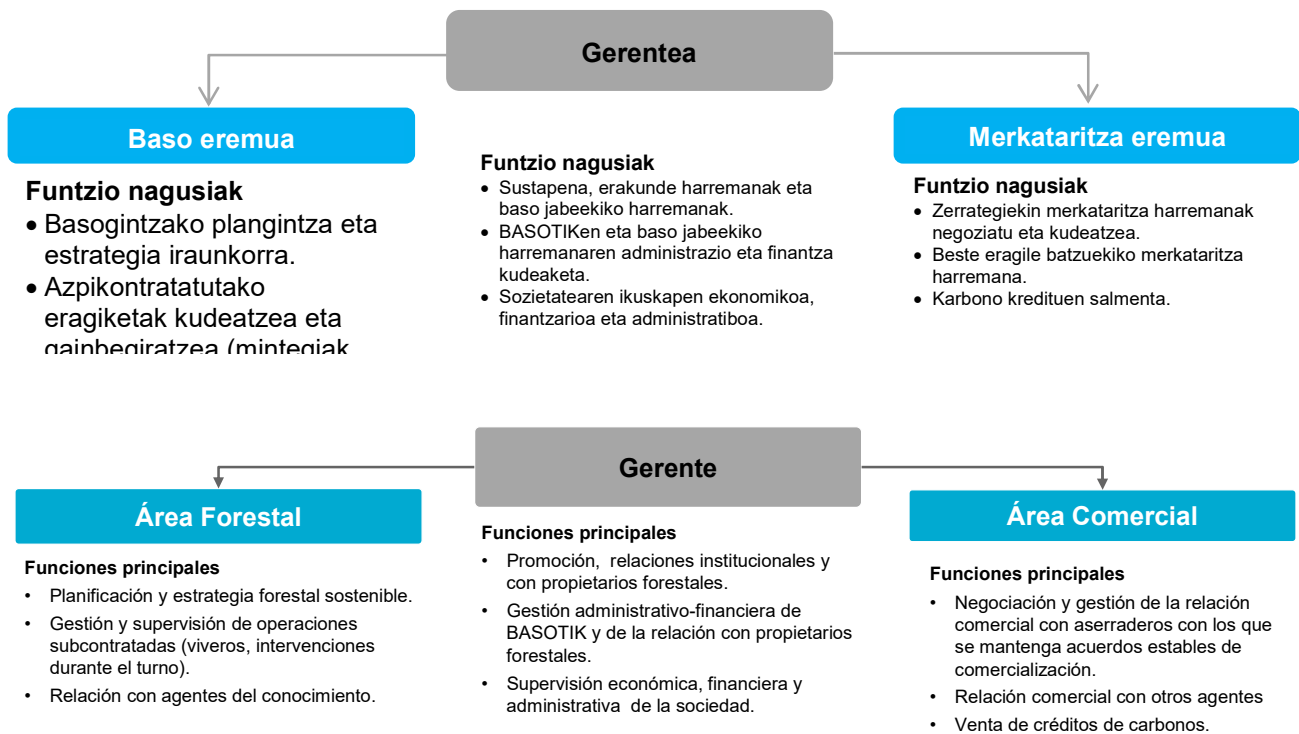 Gerentea
Baso eremua
Funtzio nagusiak
• Basogintzako plangintza eta
estrategia iraunkorra.
• Azpikontratatutako
eragiketak kudeatzea eta
gainbegiratzea (mintegiak
Funtzio nagusiak
• Sustapena, erakunde harremanak eta
baso jabeekiko harremanak.
• BASOTIKen eta baso jabeekiko
harremanaren administrazio eta finantza
kudeaketa.
• Sozietatearen ikuskapen ekonomikoa,
finantzarioa eta administratiboa.
Merkataritza eremua
Funtzio nagusiak
• Zerrategiekin merkataritza harremanak
negoziatu eta kudeatzea.
• Beste eragile batzuekiko merkataritza
harremana.
• Karbono kredituen salmenta.
Gerente
Área Forestal
Funciones principales
• Planificación y estrategia forestal sostenible.
• Gestión y supervisión de operaciones
subcontratadas (viveros, intervenciones
durante el turno).
• Relación con agentes del conocimiento.
Funciones principales
• Promoción, relaciones institucionales y
con propietarios forestales.
• Gestión administrativo-financiera de
BASOTIK y de la relación con propietarios
forestales.
• Supervisión económica, financiera y
administrativa de la sociedad.
Área Comercial
Funciones principales
• Negociación y gestión de la relación
comercial con aserraderos con los que
se mantenga acuerdos estables de
comercialización.
• Relación comercial con otros agentes
• Venta de créditos de carbonos.